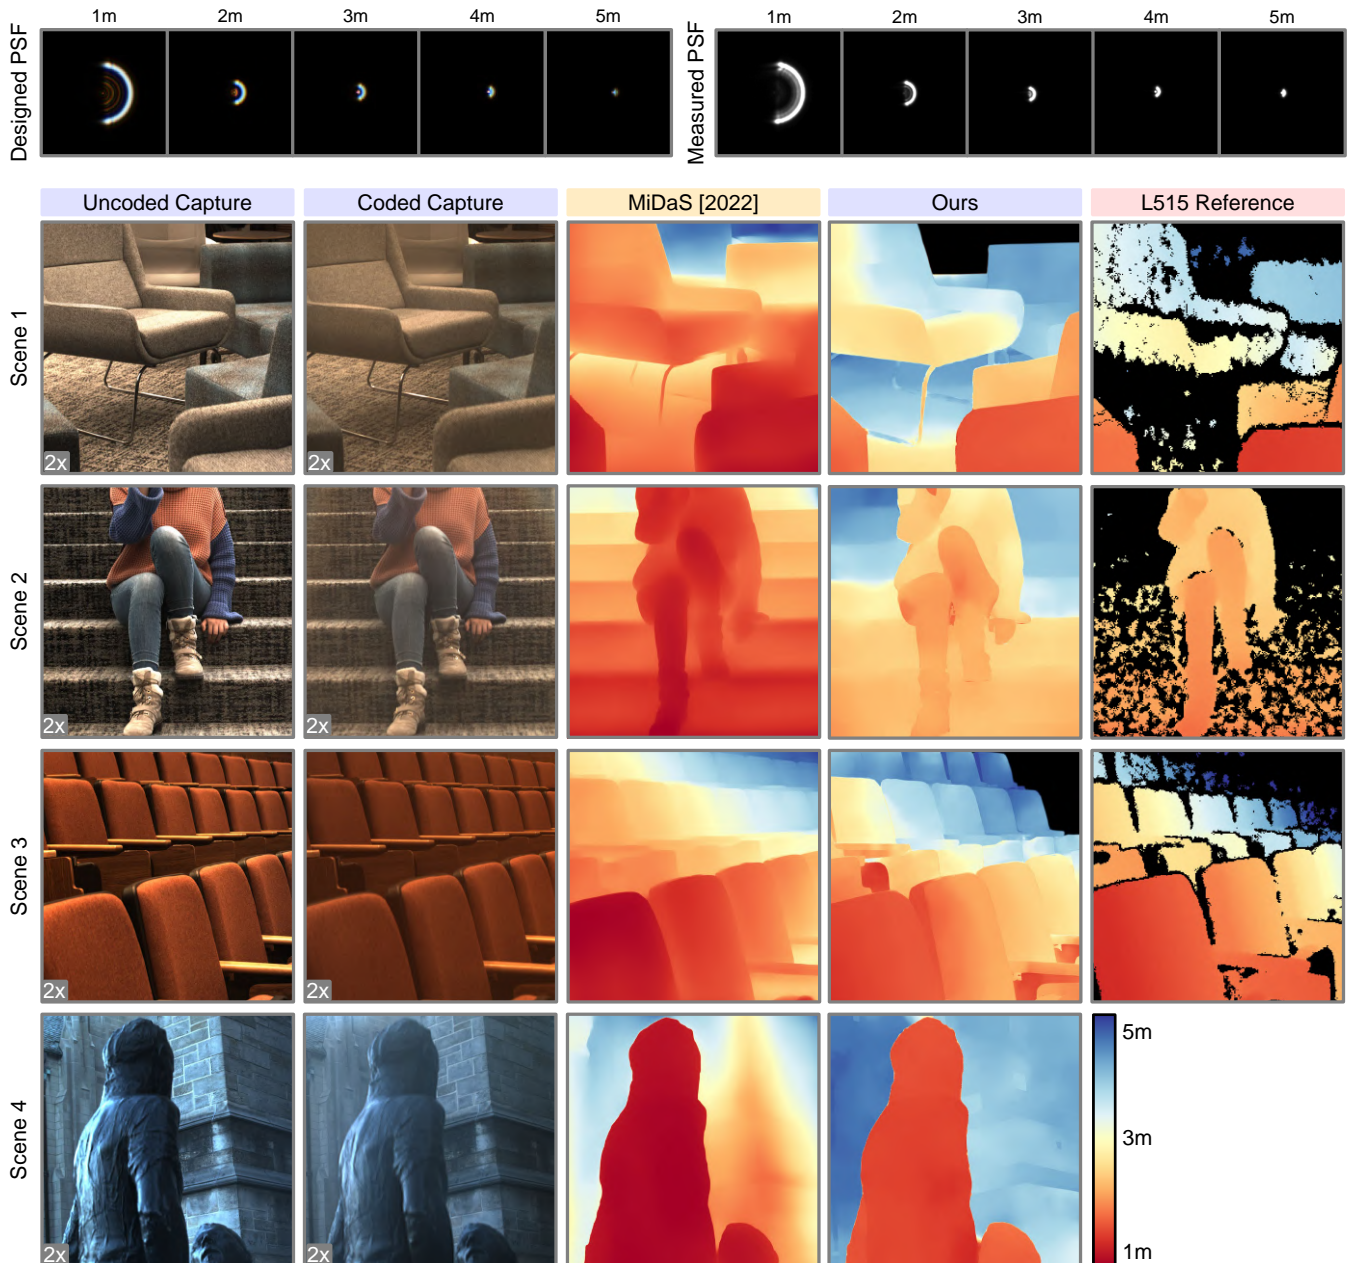 1m 2m 3m 4m 5m
Designed PSF
1m 2m 3m 4m 5m
Measured PSF
Uncoded Capture Coded Capture MiDaS [2022] Ours L515 Reference
Scene 1
2x 2x
Scene 2
2x 2x
Scene 3
2x 2x
Scene 4
2x 2x
5m
3m
1m